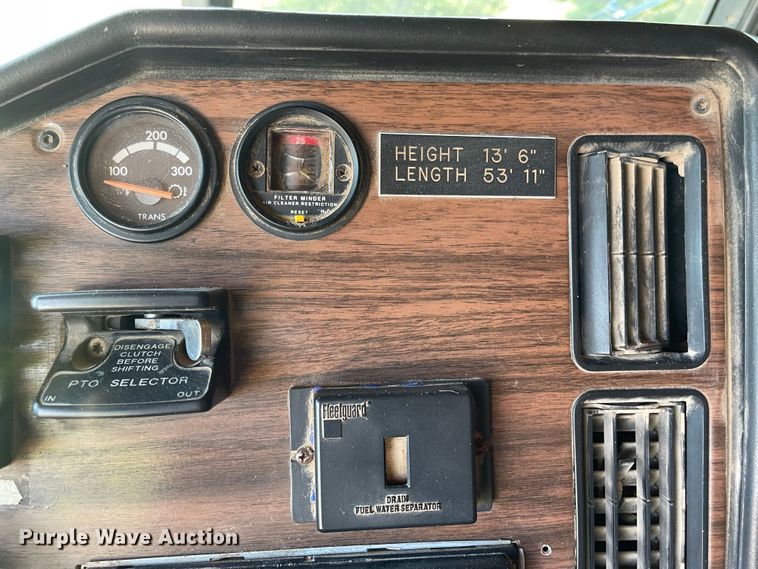 200
100
300
TRANS
25
FILTER MINDER
AIR CLEANER RESTRICTION
RESET
HEIGHT 13' 6"
LENGTH 53' 11"
DISENGAGE
CLUTCH
BEFORE
SHIFTING
PTO SELECTOR
IN OUT
Fleetguard
DRAIN
FUEL WATER SEPARATOR
Purple Wave Auction